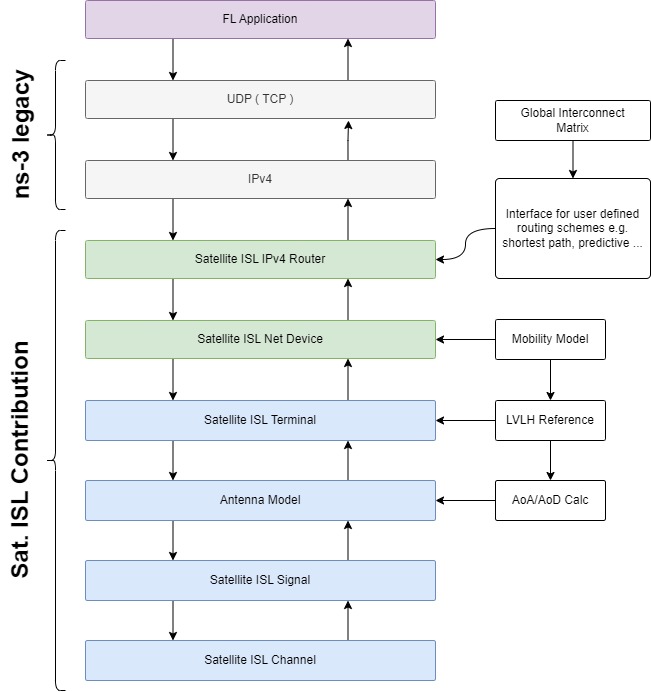 FL Application
ns-3 legacy
UDP ( TCP )
IPv4
Global Interconnect
Matrix
Interface for user defined
routing schemes e.g.
shortest path, predictive ...
Sat. ISL Contribution
Satellite ISL IPv4 Router
Satellite ISL Net Device
Mobility Model
Satellite ISL Terminal
LVLH Reference
Antenna Model
AoA/AoD Calc
Satellite ISL Signal
Satellite ISL Channel